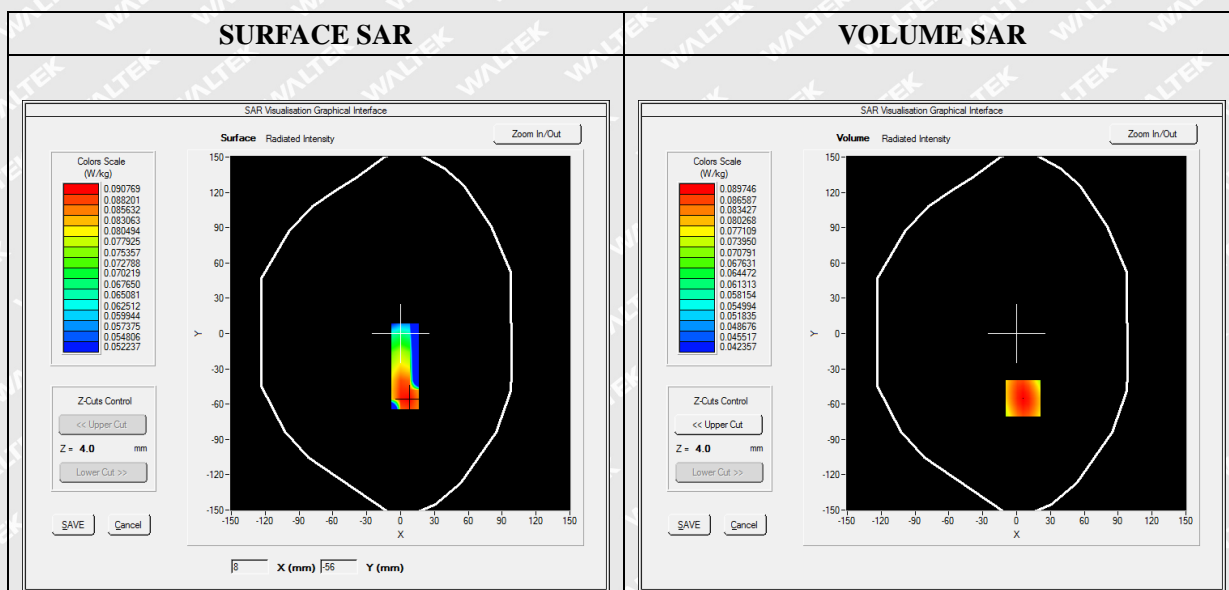 SURFACE SAR
VOLUME SAR
SAR Visualisation Graphical Interface
Surface Radiated Intensity
Zoom In/Out
Colors Scale
(W/kg)
0.090769
0.088201
0.085632
0.083063
0.080494
0.077925
0.075357
0.072788
0.070219
0.067650
0.065081
0.062512
0.059944
0.057375
0.054806
0.052237
Z-Cuts Control
<< Upper Cut
Z = 4.0 mm
Lower Cut >>
SAVE Cancel
150
120
90
60
30
0
-30
-60
-90
-120
-150
Y
-150 -120 -90 -60 -30 0 30 60 90 120 150
X
8 X (mm) -56 Y (mm)
SAR Visualisation Graphical Interface
Volume Radiated Intensity
Zoom In/Out
Colors Scale
(W/kg)
0.089746
0.086587
0.083427
0.080268
0.077109
0.073950
0.070791
0.067631
0.064472
0.061313
0.058154
0.054994
0.051835
0.048676
0.045517
0.042357
Z-Cuts Control
<< Upper Cut
Z = 4.0 mm
Lower Cut >>
SAVE Cancel
150
120
90
60
30
0
-30
-60
-90
-120
-150
Y
-150 -120 -90 -60 -30 0 30 60 90 120 150
X
WALTEK